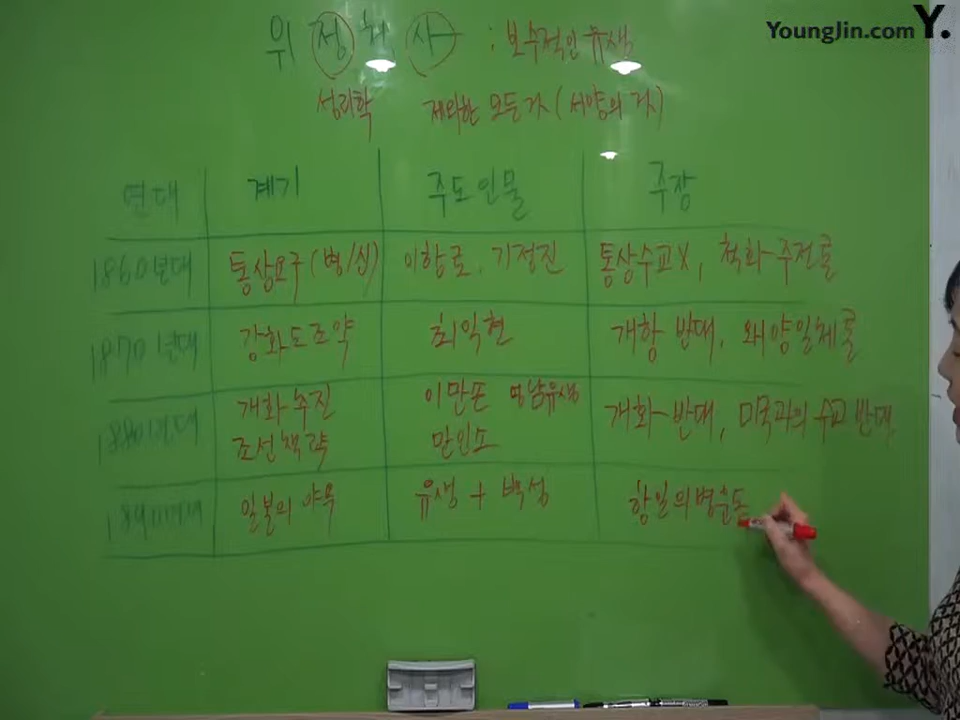 YoungJin.com Y.
위정척사 : 보수적인 유생
성리학 제외한 모든 것 (서양의 것)
연대 계기 주도인물 주장
1860년대 통상요구(병/신) 이항로, 기정진 통상수교X, 척화주전론
1870년대 강화도조약 최익현 개항 반대, 왜양일체론
1880년대 개화 추진 이만손 영남유생 개화 반대, 미국과의 수교 반대
조선책략 만인소
1890년대 일본의 야욕 유생 + 백성 항일의병